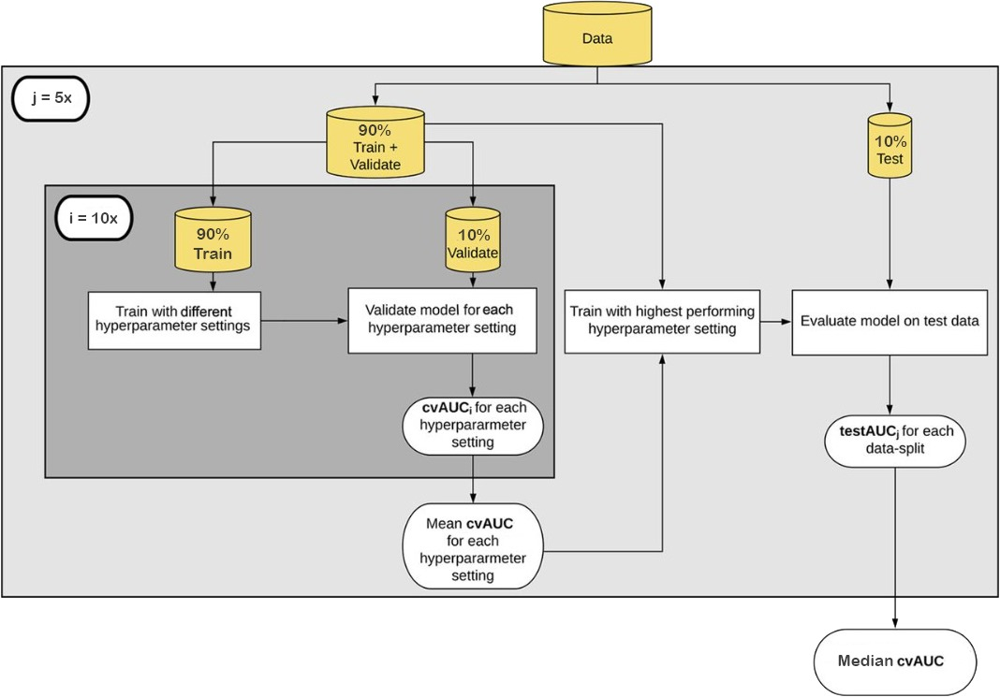 Data
j = 5x
90%
Train +
Validate
10%
Test
i = 10x
90%
Train
10%
Validate
Train with different
hyperparameter settings
Validate model for each
hyperparameter setting
Train with highest performing
hyperparameter setting
Evaluate model on test data
cvAUCi for each
hyperpararmeter
setting
testAUCj for each
data-split
Mean cvAUC
for each
hyperpararmeter
setting
Median cvAUC